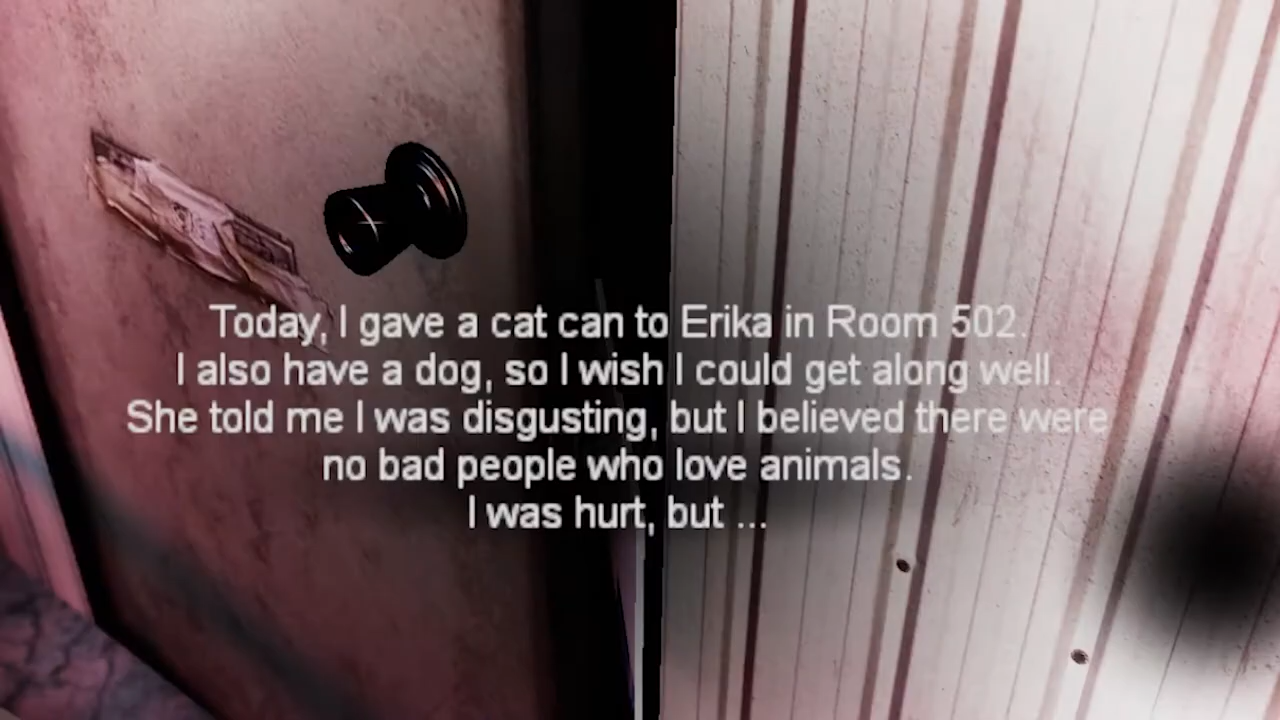 Today, I gave a cat can to Erika in Room 502.
I also have a dog, so I wish I could get along well.
She told me I was disgusting, but I believed there were
no bad people who love animals.
I was hurt, but ...